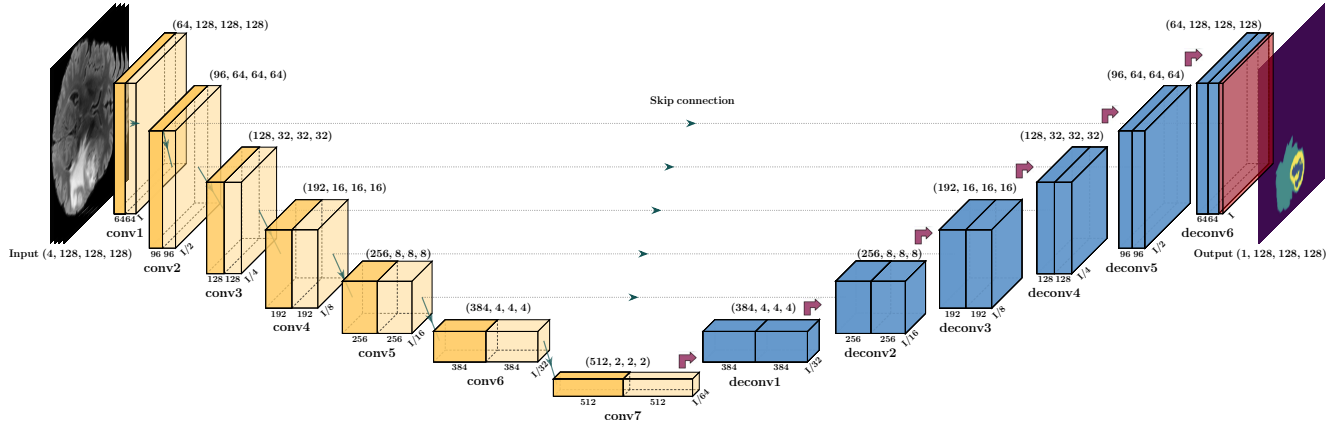 (64, 128, 128, 128)
6464
1
conv1
Input (4, 128, 128, 128)
(96, 64, 64, 64)
96 96
1/2
conv2
(128, 32, 32, 32)
128 128
1/4
conv3
(192, 16, 16, 16)
192 192
1/8
conv4
(256, 8, 8, 8)
256 256
1/16
conv5
(384, 4, 4, 4)
384 384
1/32
conv6
(512, 2, 2, 2)
512 512
1/64
conv7
Skip connection
(384, 4, 4, 4)
384 384
1/32
deconv1
(256, 8, 8, 8)
256 256
1/16
deconv2
(192, 16, 16, 16)
192 192
1/8
deconv3
(128, 32, 32, 32)
128 128
1/4
deconv4
(96, 64, 64, 64)
96 96
1/2
deconv5
(64, 128, 128, 128)
6464
1
deconv6
Output (1, 128, 128, 128)